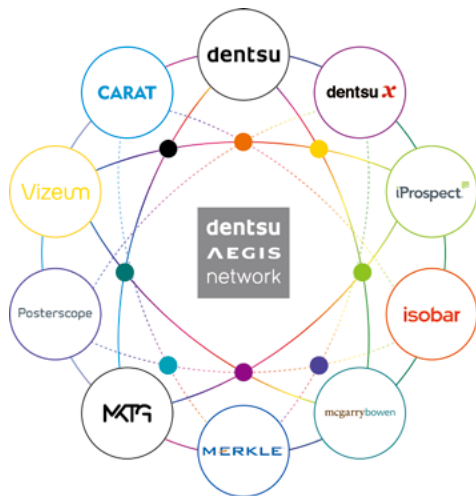 dentsu
CARAT
dentsu X
Vizeum
iProspect
dentsu
AEGIS
network
Posterscope
isobar
MKTG
mcgarrybowen
MERKLE